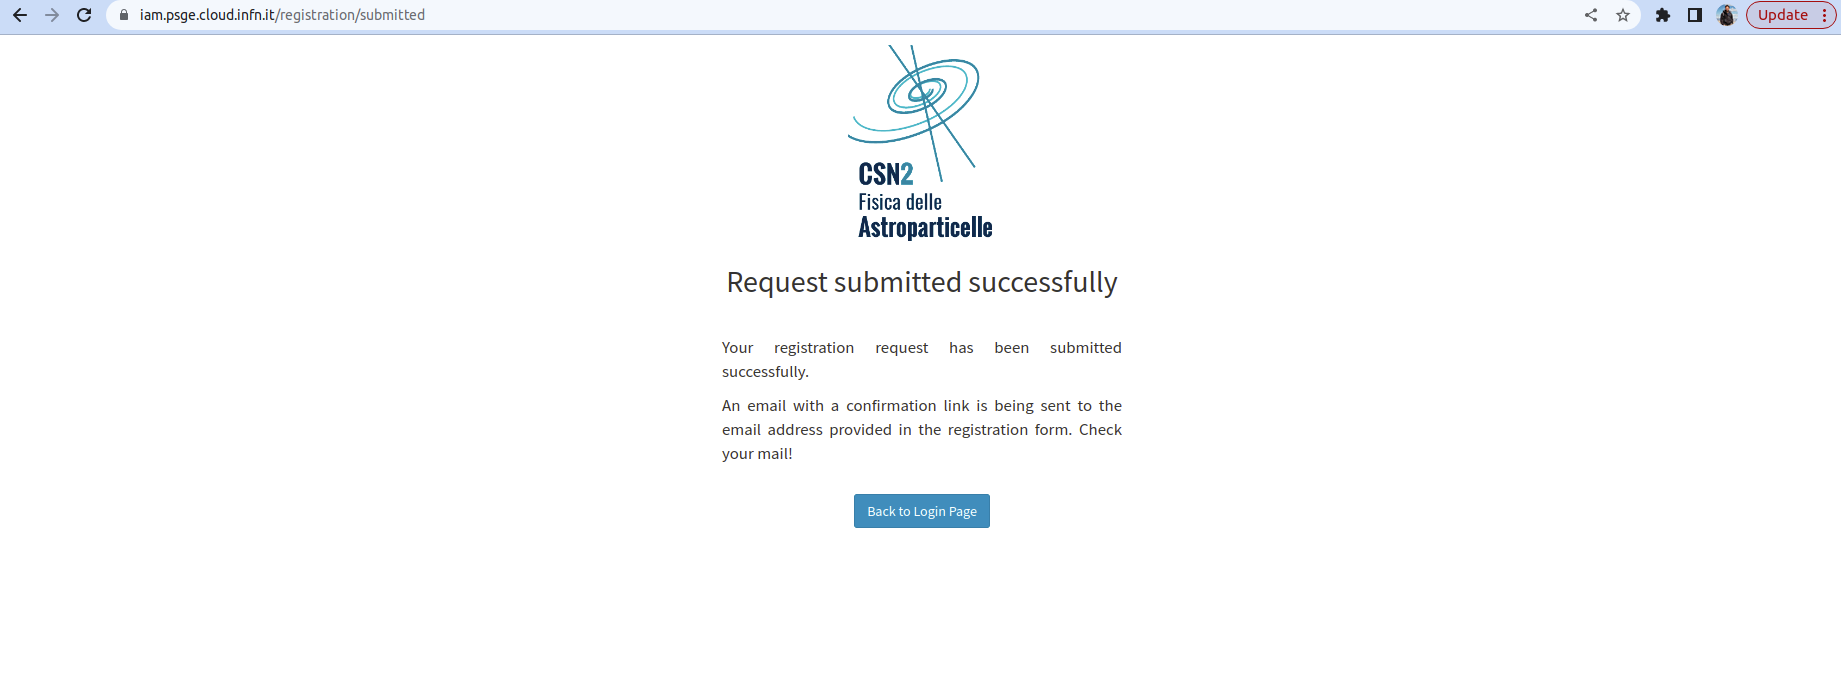 iam.psge.cloud.infn.it/registration/submitted
Update
CSN2
Fisica delle
Astroparticelle
Request submitted successfully
Your registration request has been submitted
successfully.
An email with a confirmation link is being sent to the
email address provided in the registration form. Check
your mail!
Back to Login Page